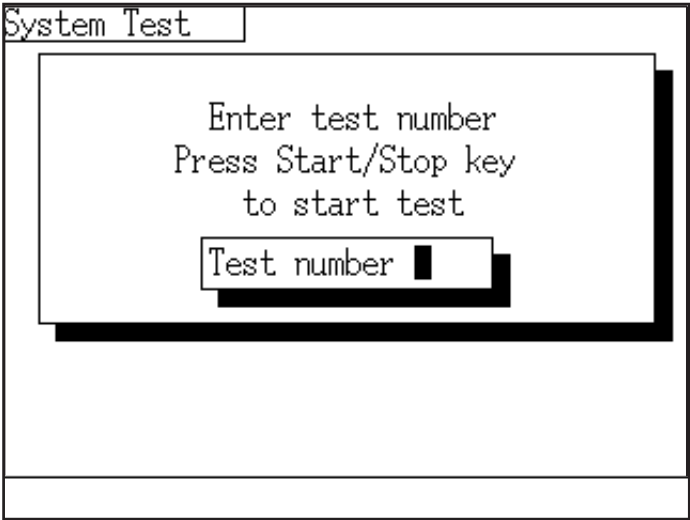 System Test
Enter test number
Press Start/Stop key
to start test
Test number